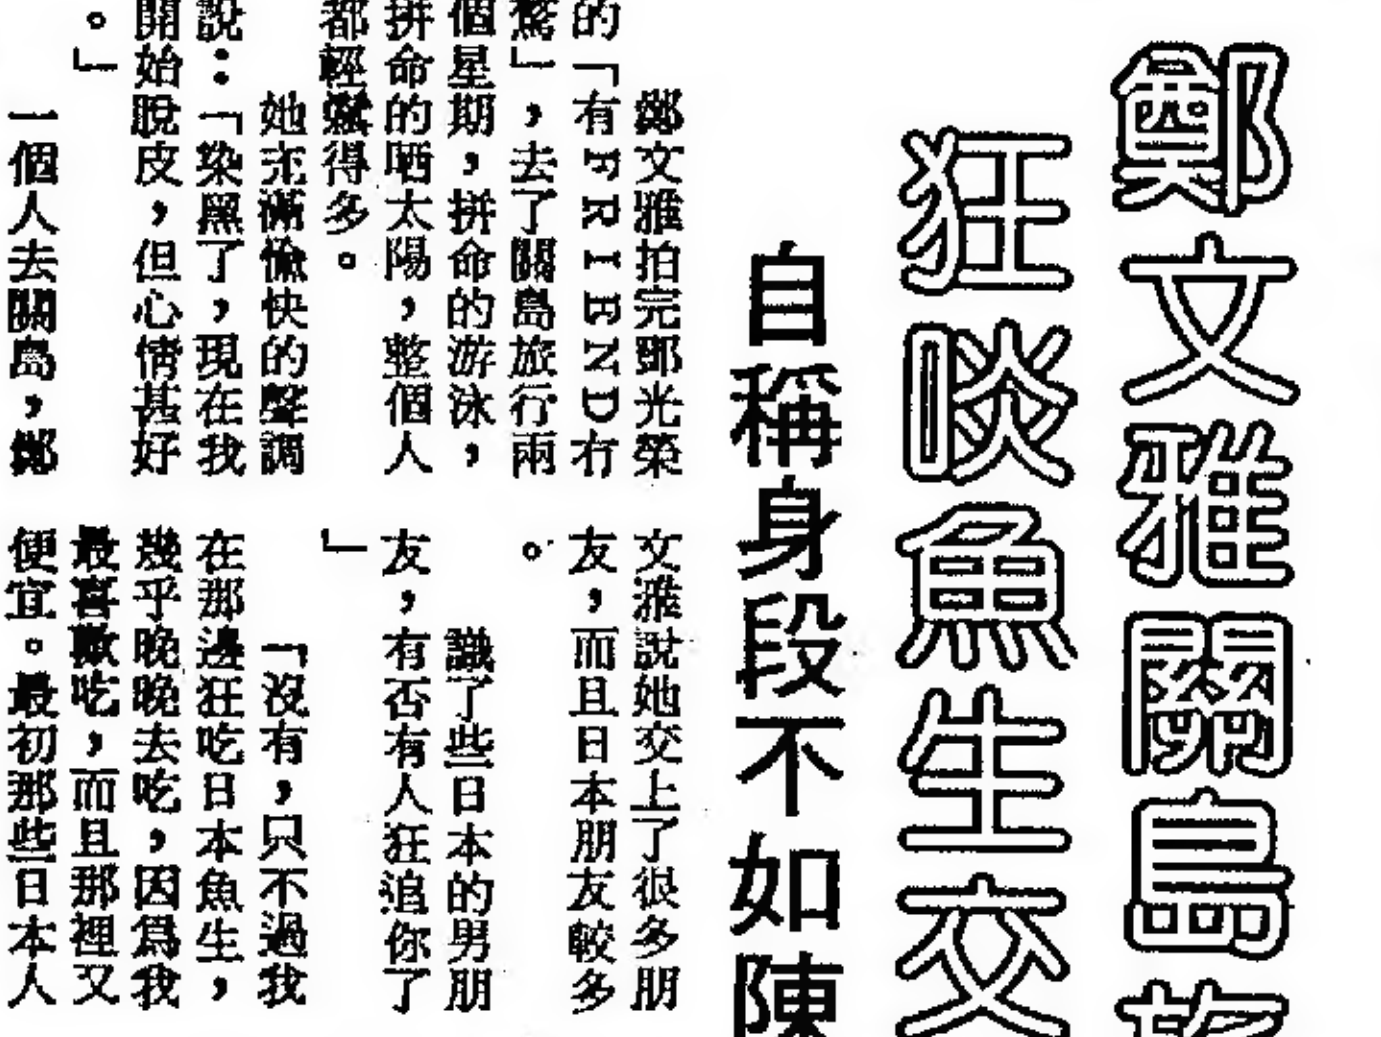 鄭文雅關島旅
狂啖魚生交
自稱身段不如陳
鄭文雅拍完鄧光榮
的「有FRIEND冇
驚」，去了關島旅行兩
個星期，拼命的游泳，
拼命的哂太陽，整個人
都輕鬆得多。
她充滿愉快的聲調
說：「染黑了，現在我
開始脫皮，但心情甚好
。」
一個人去關島，鄭
文雅說她交上了很多朋
友，而且日本朋友較多
。
識了些日本的男朋
友，有否有人狂追你了
」
「沒有，只不過我
在那邊狂吃日本魚生，
幾乎晚晚去吃，因爲我
最喜歡吃，而且那裡又
便宜。最初那些日本人